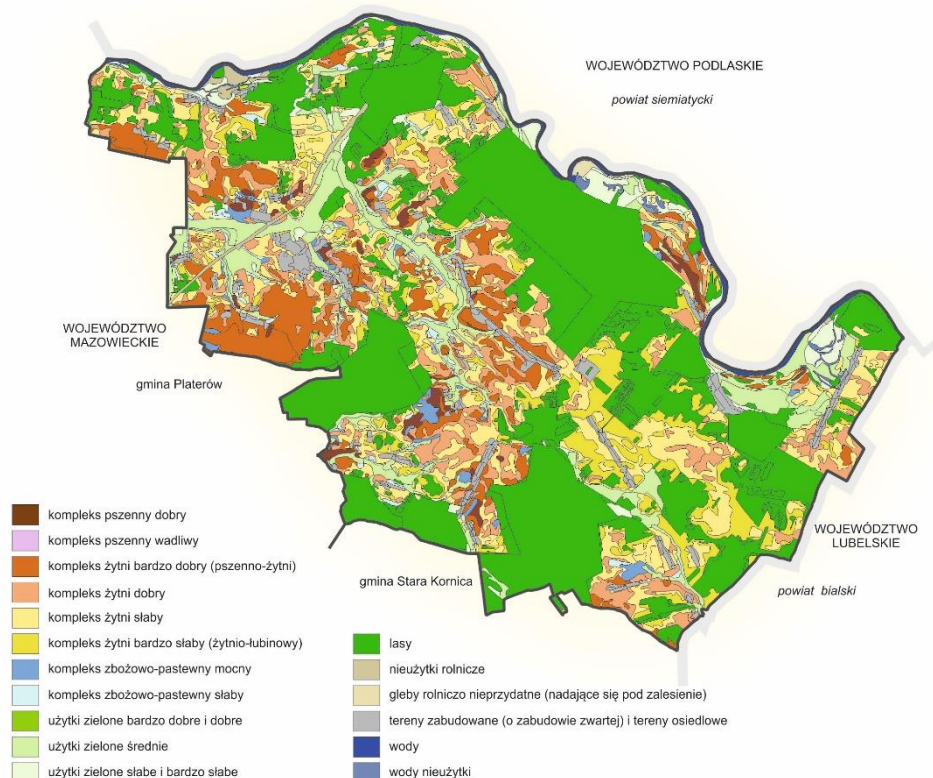 WOJEWÓDZTWO PODLASKIE
powiat siemiatycki
WOJEWÓDZTWO
MAZOWIECKIE
gmina Platerów
WOJEWÓDZTWO
LUBELSKIE
gmina Stara Kornica
powiat bialski
kompleks pszenny dobry
kompleks pszenny wadliwy
kompleks żytni bardzo dobry (pszenno-żytni)
kompleks żytni dobry
kompleks żytni słaby
kompleks żytni bardzo słaby (żytnio-łubinowy)
kompleks zbożowo-pastewny mocny
kompleks zbożowo-pastewny słaby
użytki zielone bardzo dobre i dobre
użytki zielone średnie
użytki zielone słabe i bardzo słabe
lasy
nieużytki rolnicze
gleby rolniczo nieprzydatne (nadające się pod zalesienie)
tereny zabudowane (o zabudowie zwartej) i tereny osiedlowe
wody
wody nieużytki